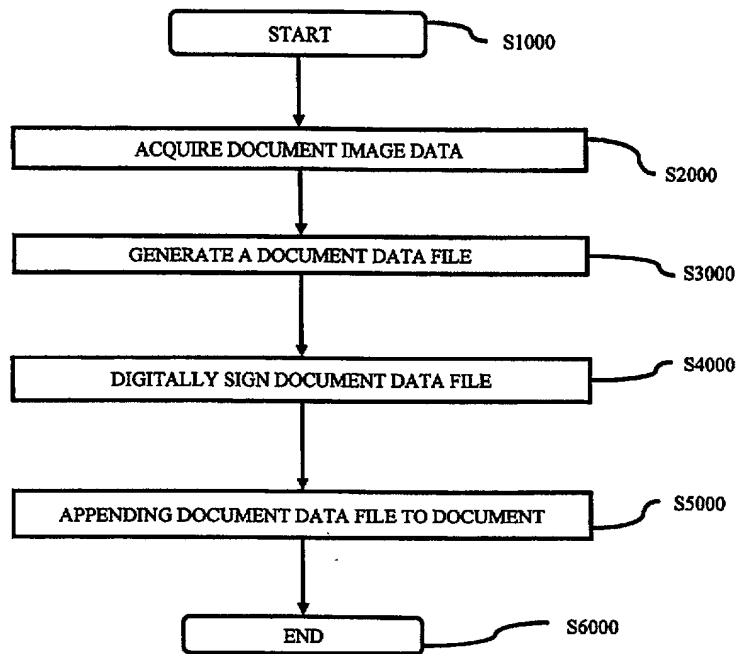 START
S1000
ACQUIRE DOCUMENT IMAGE DATA
S2000
GENERATE A DOCUMENT DATA FILE
S3000
DIGITALLY SIGN DOCUMENT DATA FILE
S4000
APPENDING DOCUMENT DATA FILE TO DOCUMENT
S5000
END
S6000